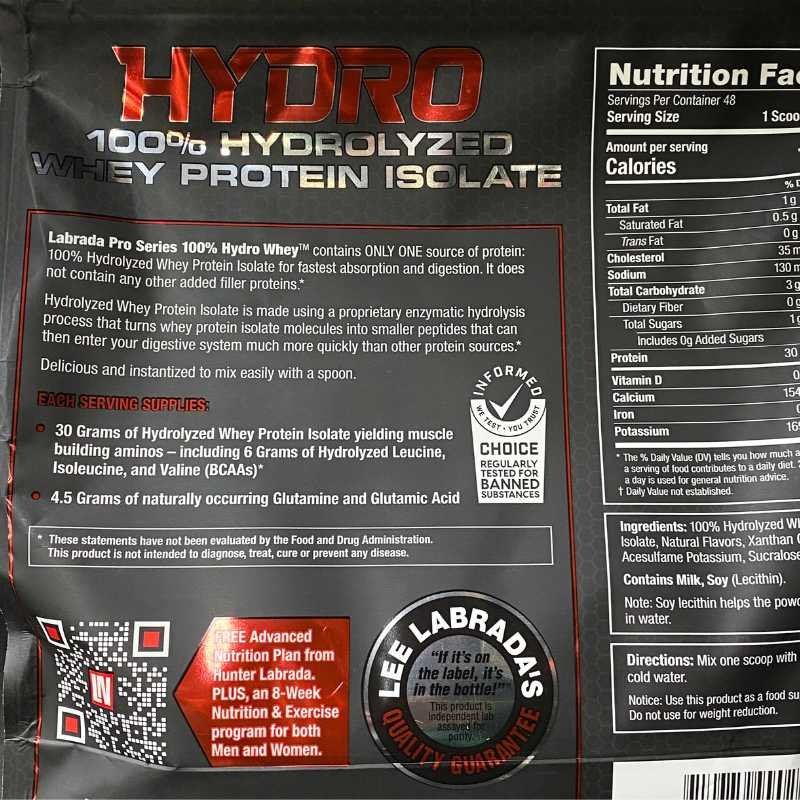 HYDRO
100% HYDROLYZED
WHEY PROTEIN ISOLATE
Labrada Pro Series 100% Hydro Whey™ contains ONLY ONE source of protein:
100% Hydrolyzed Whey Protein Isolate for fastest absorption and digestion. It does
not contain any other added filler proteins.*
Hydrolyzed Whey Protein Isolate is made using a proprietary enzymatic hydrolysis
process that turns whey protein isolate molecules into smaller peptides that can
then enter your digestive system much more quickly than other protein sources.*
Delicious and instantized to mix easily with a spoon.
EACH SERVING SUPPLIES:
• 30 Grams of Hydrolyzed Whey Protein Isolate yielding muscle
building aminos – including 6 Grams of Hydrolyzed Leucine,
Isoleucine, and Valine (BCAAs)*
• 4.5 Grams of naturally occurring Glutamine and Glutamic Acid
INFORMED
WE TEST • YOU TRUST
CHOICE
REGULARLY
TESTED FOR
BANNED
SUBSTANCES
* These statements have not been evaluated by the Food and Drug Administration.
This product is not intended to diagnose, treat, cure or prevent any disease.
IN
FREE Advanced
Nutrition Plan from
Hunter Labrada.
PLUS, an 8-Week
Nutrition & Exercise
program for both
Men and Women.
LEE LABRADA'S
"If it's on
the label, it's
in the bottle!"™
This product is
independent lab
assayed for
purity.
QUALITY GUARANTEE
Nutrition Fac
Servings Per Container 48
Serving Size 1 Scoo
Amount per serving
Calories
% D
Total Fat 1g
Saturated Fat 0.5g
Trans Fat 0g
Cholesterol 35 m
Sodium 130 m
Total Carbohydrate 3g
Dietary Fiber 0g
Total Sugars 1g
Includes 0g Added Sugars
Protein 30
Vitamin D 0
Calcium 154
Iron 0
Potassium 16
* The % Daily Value (DV) tells you how much a
a serving of food contributes to a daily diet.
a day is used for general nutrition advice.
† Daily Value not established.
Ingredients: 100% Hydrolyzed Wh
Isolate, Natural Flavors, Xanthan G
Acesulfame Potassium, Sucralose
Contains Milk, Soy (Lecithin).
Note: Soy lecithin helps the powd
in water.
Directions: Mix one scoop with
cold water.
Notice: Use this product as a food su
Do not use for weight reduction.